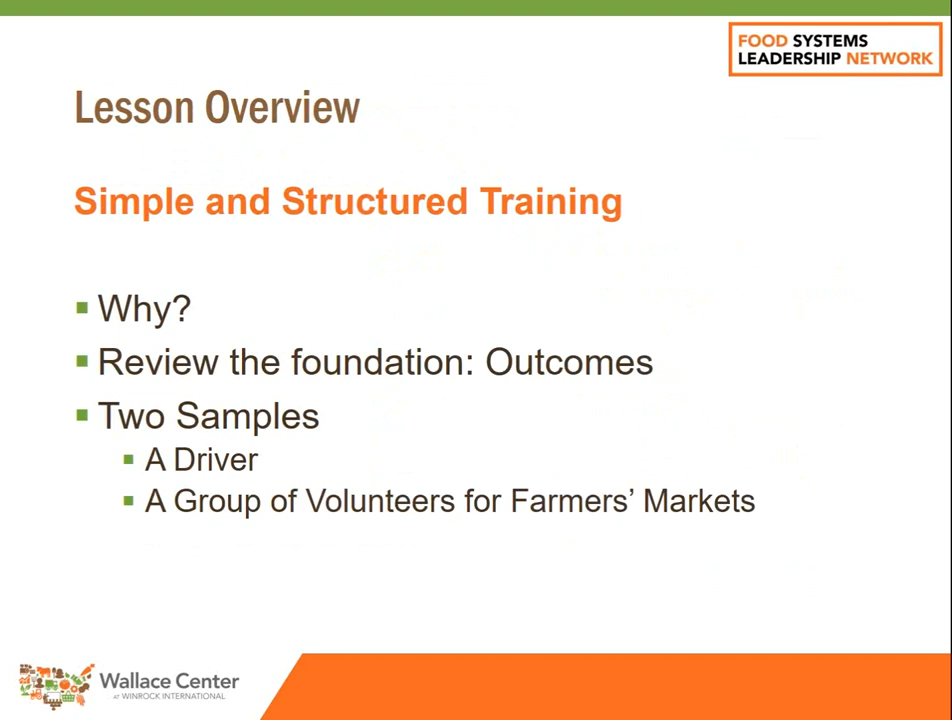 FOOD SYSTEMS
LEADERSHIP NETWORK
Lesson Overview
Simple and Structured Training
Why?
Review the foundation: Outcomes
Two Samples
A Driver
A Group of Volunteers for Farmers’ Markets
Wallace Center
AT WINROCK INTERNATIONAL